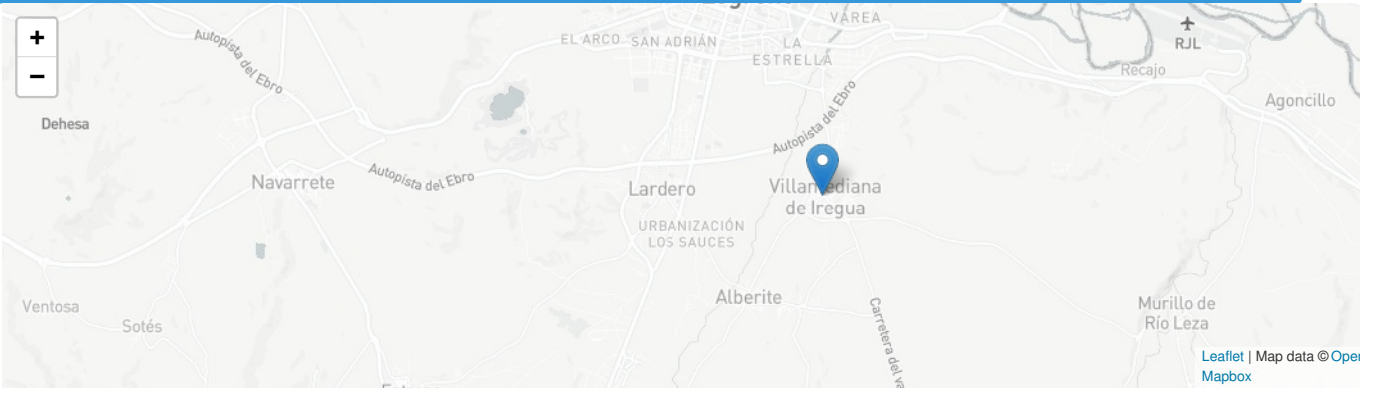 +
−
VAREA
EL ARCO
SAN ADRIÁN
LA
ESTRELLA
RJL
Recajo
Agoncillo
Autopista del Ebro
Dehesa
Autopista del Ebro
Autopista del Ebro
Navarrete
Lardero
Villamediana
de Iregua
URBANIZACIÓN
LOS SAUCES
Ventosa
Sotés
Alberite
Carretera del va
Murillo de
Río Leza
Leaflet | Map data © Open
Mapbox